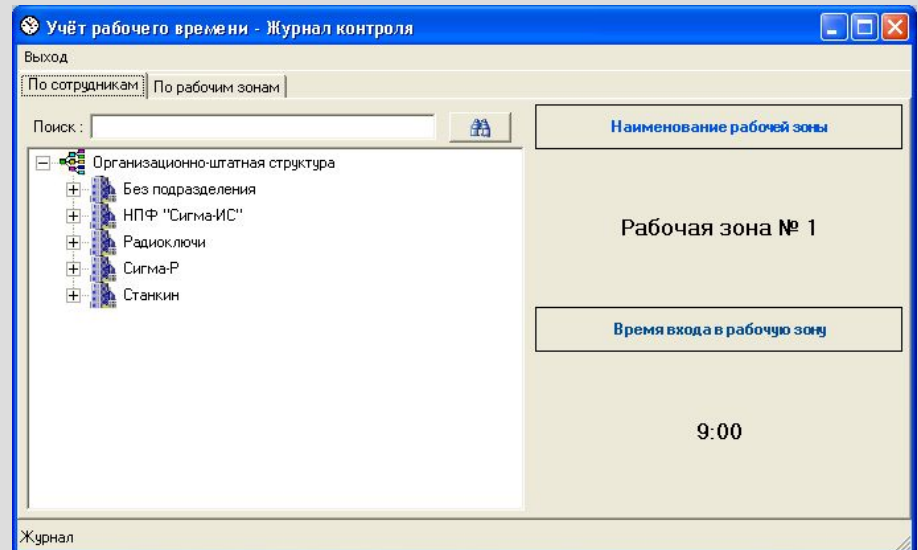 Учёт рабочего времени - Журнал контроля
Выход
По сотрудникам По рабочим зонам
Поиск :
Организационно-штатная структура
Без подразделения
НПФ "Сигма-ИС"
Радиоключи
Сигма-Р
Станкин
Наименование рабочей зоны
Рабочая зона № 1
Время входа в рабочую зону
9:00
Журнал